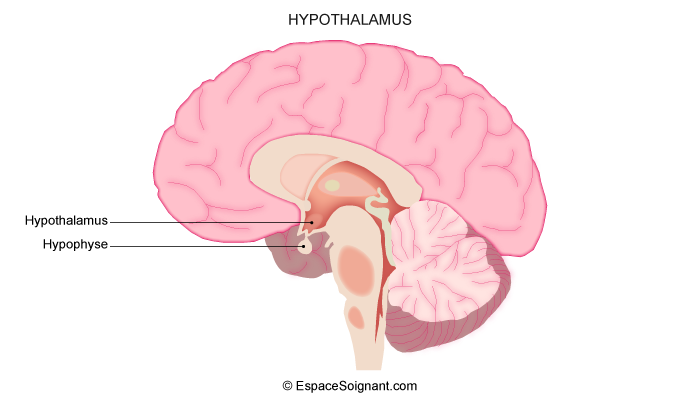 HYPOTHALAMUS
Hypothalamus
Hypophyse
© EspaceSoignant.com